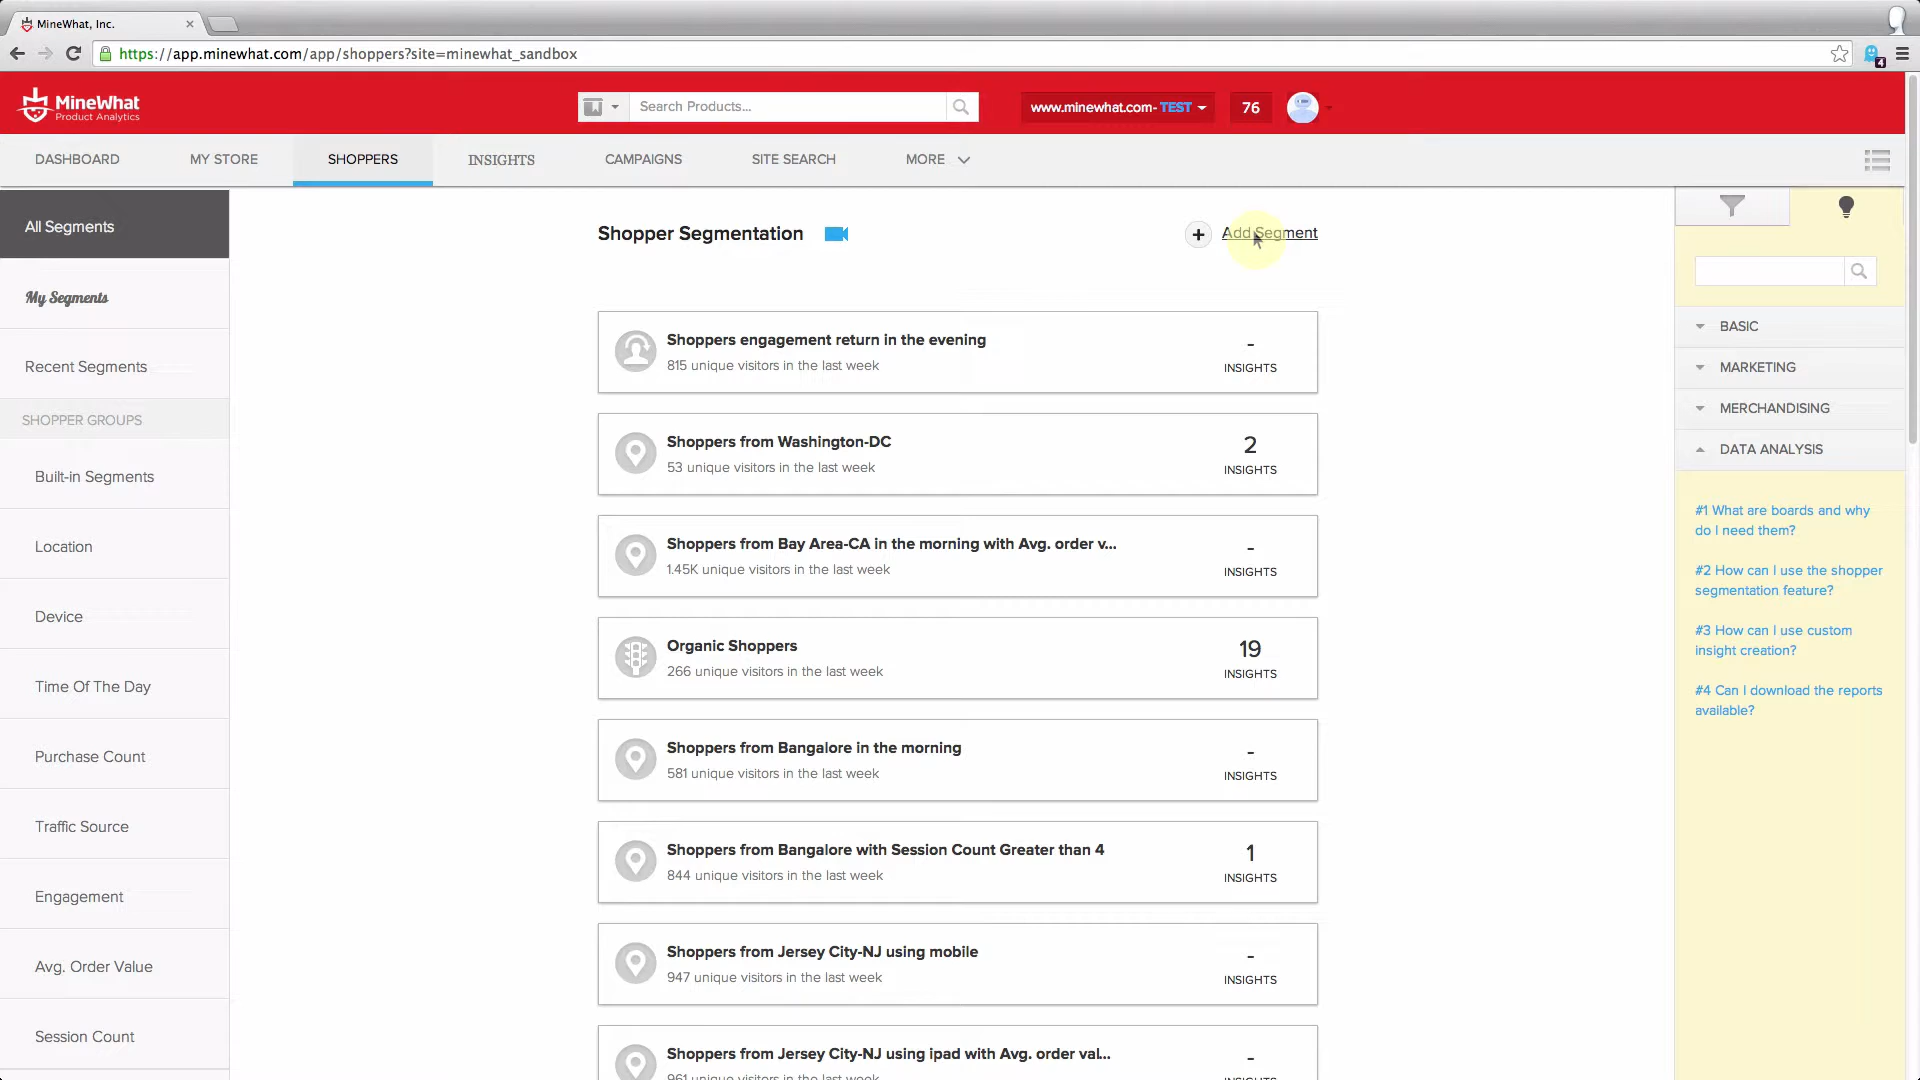 MineWhat, Inc.
https://app.minewhat.com/app/shoppers?site=minewhat_sandbox
4
MineWhat
Product Analytics
Search Products...
www.minewhat.com- TEST
76
DASHBOARD
MY STORE
SHOPPERS
INSIGHTS
CAMPAIGNS
SITE SEARCH
MORE
All Segments
My Segments
Recent Segments
SHOPPER GROUPS
Built-in Segments
Location
Device
Time Of The Day
Purchase Count
Traffic Source
Engagement
Avg. Order Value
Session Count
Shopper Segmentation
Add Segment
Shoppers engagement return in the evening
815 unique visitors in the last week
-
INSIGHTS
Shoppers from Washington-DC
53 unique visitors in the last week
2
INSIGHTS
Shoppers from Bay Area-CA in the morning with Avg. order v...
1.45K unique visitors in the last week
-
INSIGHTS
Organic Shoppers
266 unique visitors in the last week
19
INSIGHTS
Shoppers from Bangalore in the morning
581 unique visitors in the last week
-
INSIGHTS
Shoppers from Bangalore with Session Count Greater than 4
844 unique visitors in the last week
1
INSIGHTS
Shoppers from Jersey City-NJ using mobile
947 unique visitors in the last week
-
INSIGHTS
Shoppers from Jersey City-NJ using ipad with Avg. order val...
961 unique visitors in the last week
-
INSIGHTS
BASIC
MARKETING
MERCHANDISING
DATA ANALYSIS
#1 What are boards and why
do I need them?
#2 How can I use the shopper
segmentation feature?
#3 How can I use custom
insight creation?
#4 Can I download the reports
available?